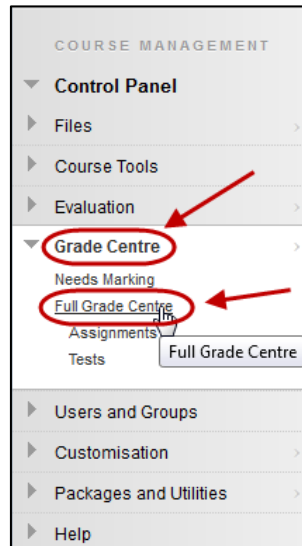 COURSE MANAGEMENT
Control Panel
Files
Course Tools
Evaluation
Grade Centre
Needs Marking
Full Grade Centre
Assignments
Full Grade Centre
Tests
Users and Groups
Customisation
Packages and Utilities
Help